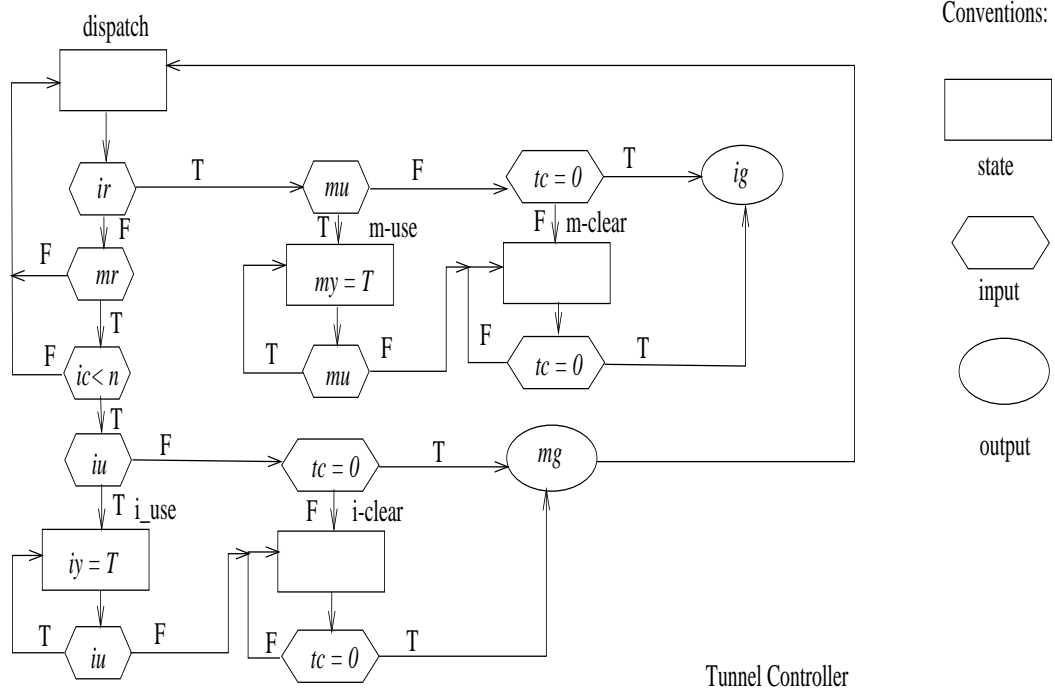 Conventions:
dispatch
state
ir
T
mu
F
tc = 0
T
ig
F
T
m-use
F
m-clear
F
mr
my = T
input
T
F
ic< n
T
mu
F
F
tc = 0
T
T
iu
F
tc = 0
T
mg
output
T
i_use
F
i-clear
iy = T
T
iu
F
F
tc = 0
T
Tunnel Controller